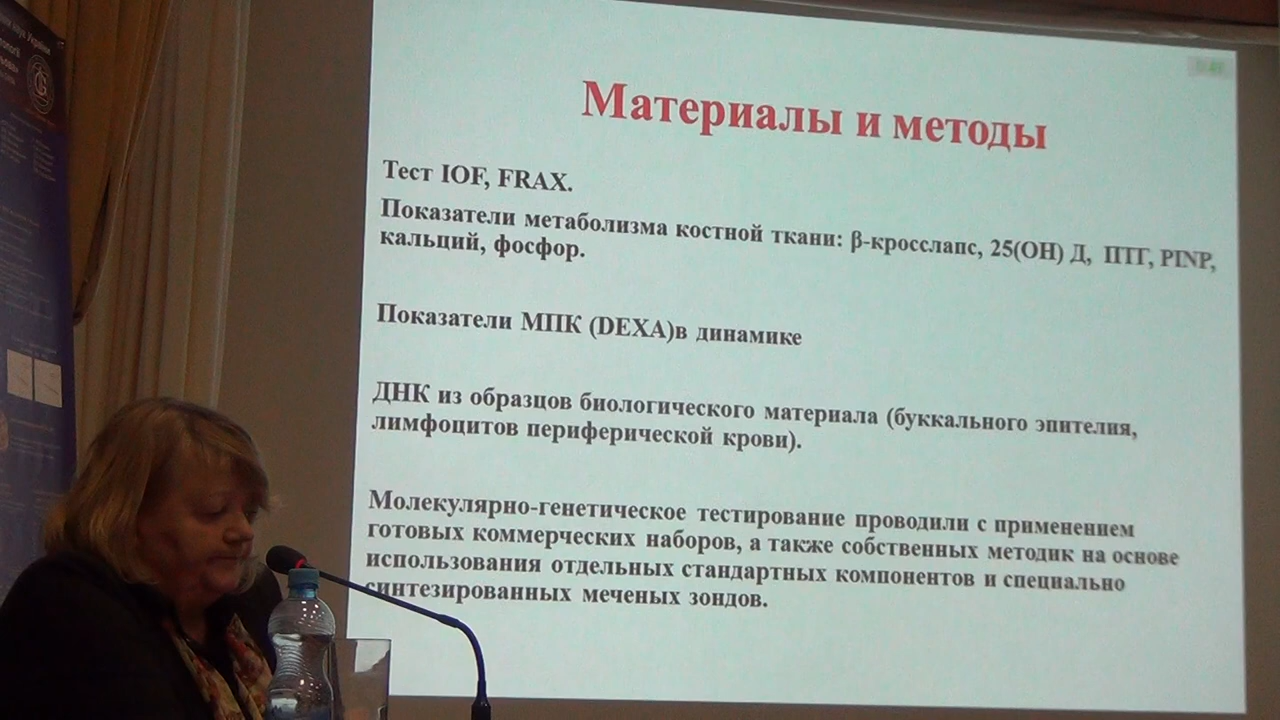 наук України
Материалы и методы
Тест IOF, FRAX.
Показатели метаболизма костной ткани: β-кросслапс, 25(ОН) Д, ПТГ, PINP,
кальций, фосфор.
Показатели МПК (DEXA)в динамике
ДНК из образцов биологического материала (буккального эпителия,
лимфоцитов периферической крови).
Молекулярно-генетическое тестирование проводили с применением
готовых коммерческих наборов, а также собственных методик на основе
использования отдельных стандартных компонентов и специально
синтезированных меченых зондов.